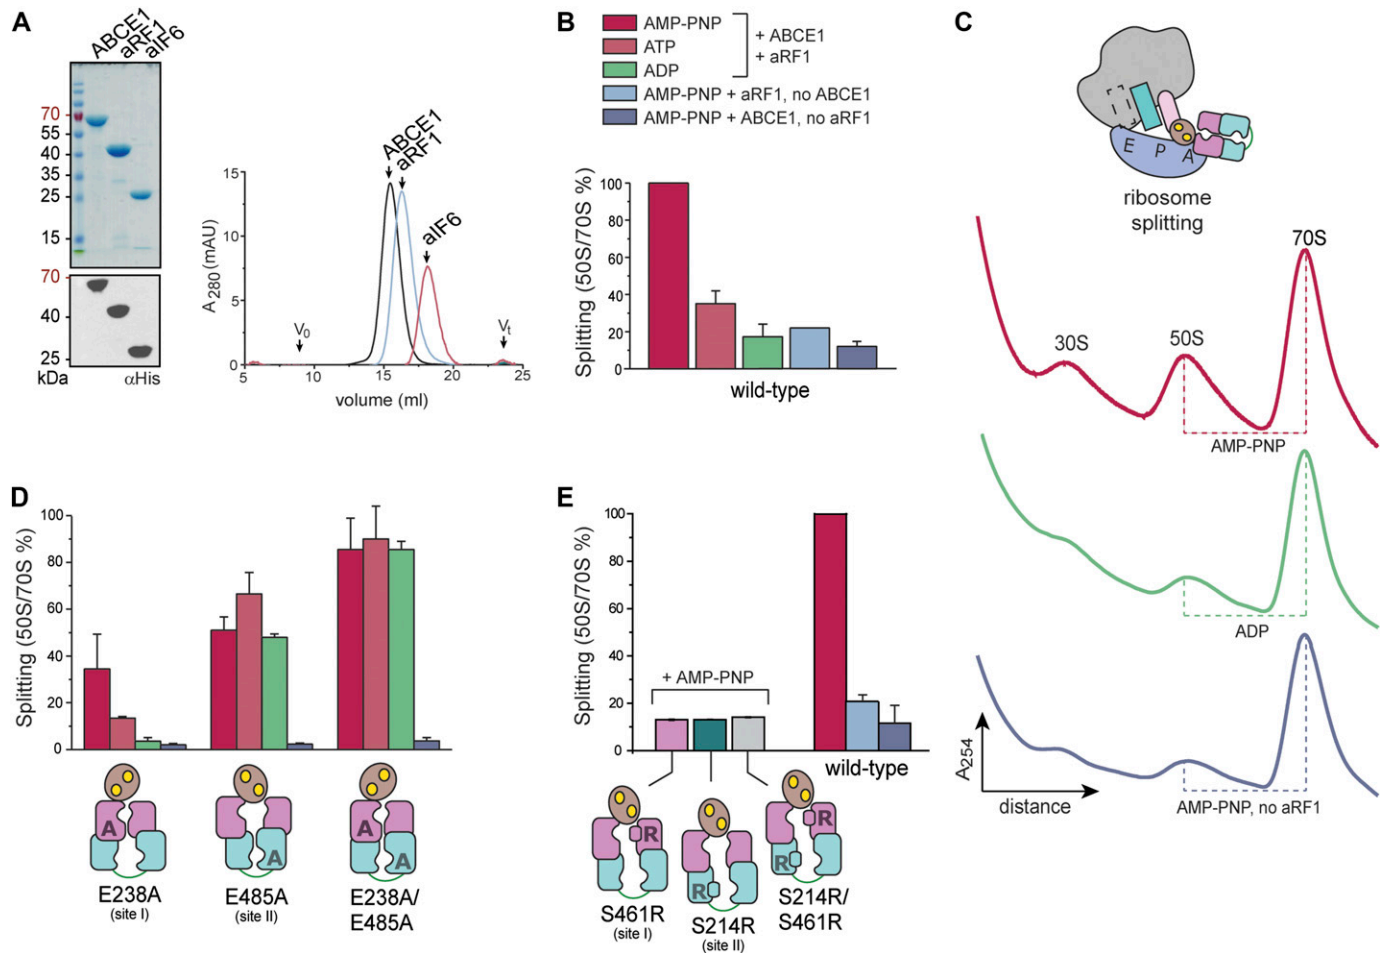 A
ABCE1
aRF1
aIF6
70
55
40
35
25
15
70
40
25
kDa
αHis
ABCE1
aRF1
aIF6
V0
Vt
A280 (mAU)
15
10
5
0
5
10
15
20
25
volume (ml)
B
AMP-PNP
ATP
ADP
+ ABCE1
+ aRF1
AMP-PNP + aRF1, no ABCE1
AMP-PNP + ABCE1, no aRF1
Splitting (50S/70S %)
100
80
60
40
20
0
wild-type
C
E P A
ribosome
splitting
30S
50S
70S
AMP-PNP
ADP
AMP-PNP, no aRF1
A254
distance
D
Splitting (50S/70S %)
100
80
60
40
20
0
A
A
A
A
E238A
(site I)
E485A
(site II)
E238A/
E485A
E
Splitting (50S/70S %)
100
80
60
40
20
0
+ AMP-PNP
wild-type
R
R
R
R
S461R
(site I)
S214R
(site II)
S214R/
S461R